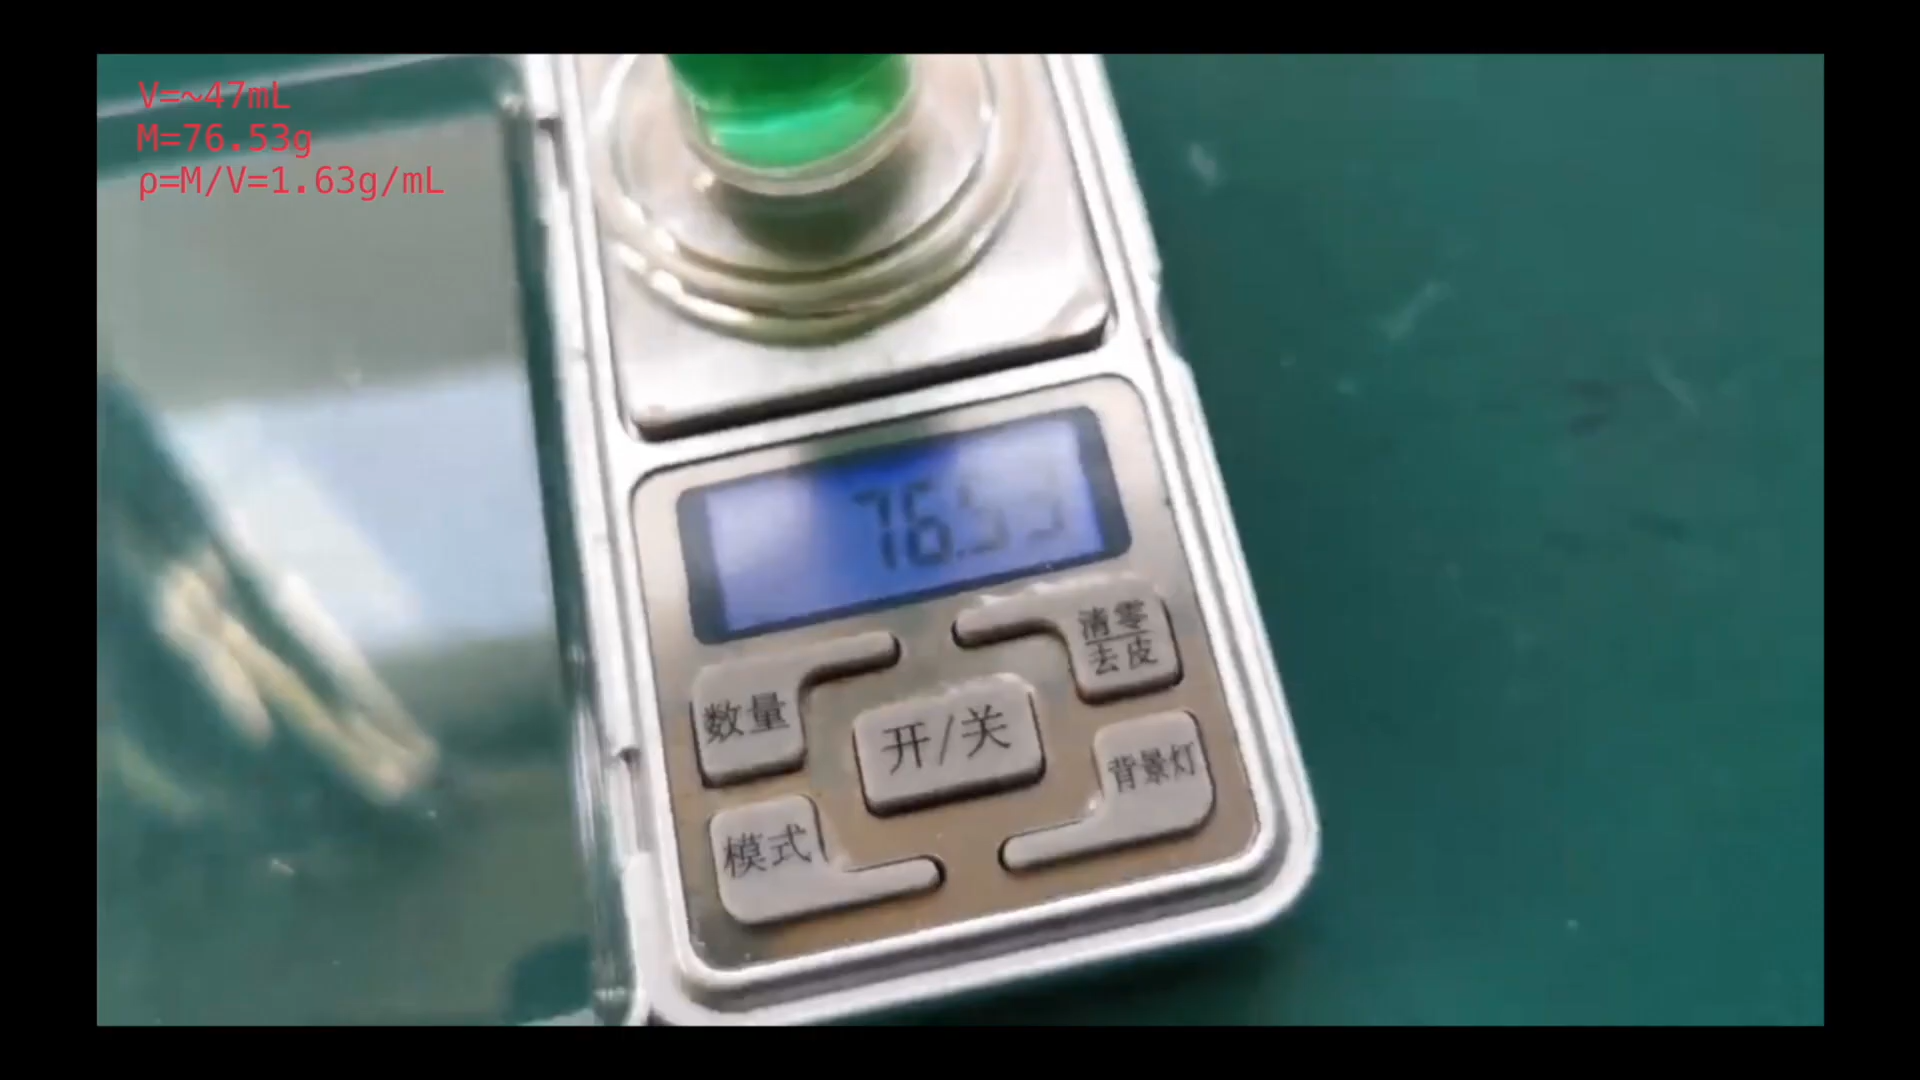 V=~47mL
M=76.53g
ρ=M/V=1.63g/mL
76.53
清零
去皮
数量
开/关
背景灯
模式